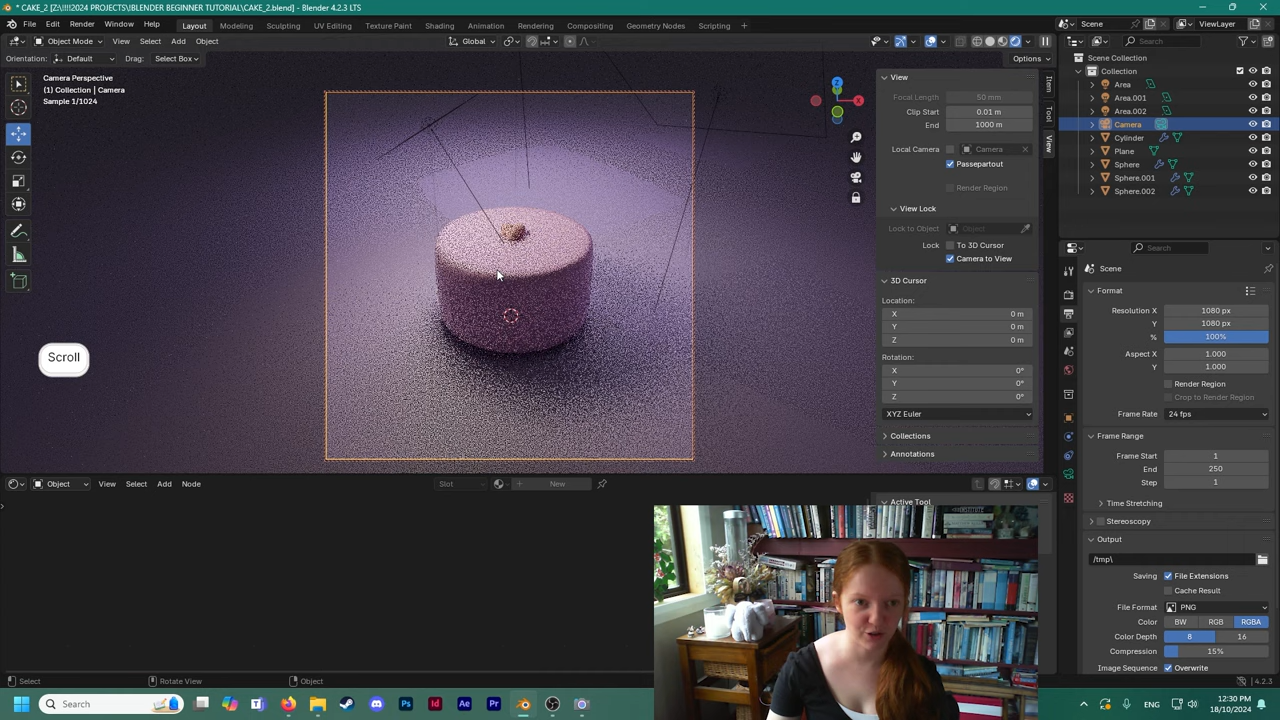 * CAKE_2 [Z:\!!!!2024 PROJECTS\BLENDER BEGINNER TUTORIAL\CAKE_2.blend] - Blender 4.2.3 LTS
File Edit Render Window Help Layout Modeling Sculpting UV Editing Texture Paint Shading Animation Rendering Compositing Geometry Nodes Scripting + Scene ViewLayer
Object Mode View Select Add Object Global Search
Orientation: Default Drag: Select Box Options
Camera Perspective
(1) Collection | Camera
Sample 1/1024
Z
X
View
Focal Length 50 mm
Clip Start 0.01 m
End 1000 m
Local Camera Camera
Passepartout
Render Region
View Lock
Lock to Object Object
Lock To 3D Cursor
Camera to View
3D Cursor
Location:
X 0 m
Y 0 m
Z 0 m
Rotation:
X 0°
Y 0°
Z 0°
XYZ Euler
Collections
Annotations
Item
Tool
View
Scene Collection
Collection
Area
Area.001
Area.002
Camera
Cylinder
Plane
Sphere
Sphere.001
Sphere.002
Search
Scene
Format
Resolution X 1080 px
Y 1080 px
% 100%
Aspect X 1.000
Y 1.000
Render Region
Crop to Render Region
Frame Rate 24 fps
Frame Range
Frame Start 1
End 250
Step 1
Time Stretching
Stereoscopy
Output
/tmp\
Saving File Extensions
Cache Result
File Format PNG
Color BW RGB RGBA
Color Depth 8 16
Compression 15%
Image Sequence Overwrite
Scroll
Object View Select Add Node Slot New
Active Tool
Select Rotate View Object 4.2.3
Search
Ps Id Ae Pr
ENG 12:30 PM
18/10/2024